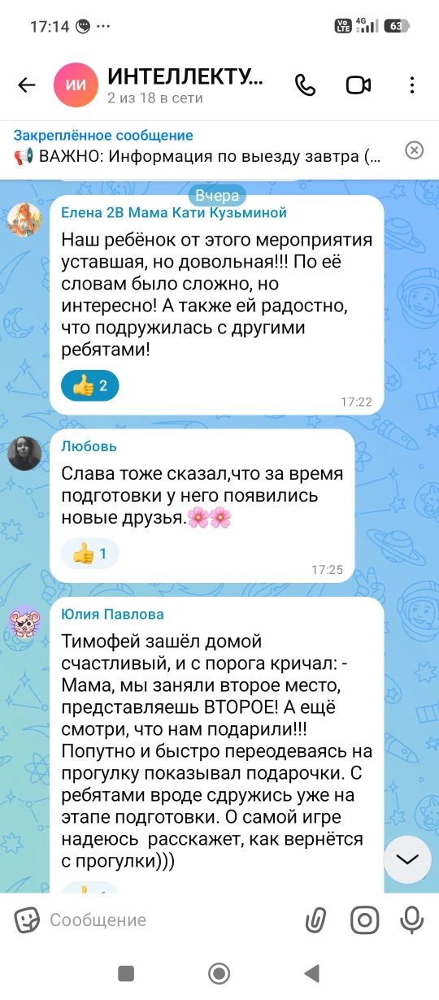 17:14
Vo LTE 4G 63
ИИ
ИНТЕЛЛЕКТУ...
2 из 18 в сети
Закреплённое сообщение
ВАЖНО: Информация по выезду завтра (...
Вчера
Елена 2В Мама Кати Кузьминой
Наш ребёнок от этого мероприятия
уставшая, но довольная!!! По её
словам было сложно, но
интересно! А также ей радостно,
что подружилась с другими
ребятами!
2
17:22
Любовь
Слава тоже сказал,что за время
подготовки у него появились
новые друзья.🌸🌸
1
17:25
Юлия Павлова
Тимофей зашёл домой
счастливый, и с порога кричал: -
Мама, мы заняли второе место,
представляешь ВТОРОЕ! А ещё
смотри, что нам подарили!!!
Попутно и быстро переодеваясь на
прогулку показывал подарочки. С
ребятами вроде сдружись уже на
этапе подготовки. О самой игре
надеюсь расскажет, как вернётся
с прогулки)))
Сообщение